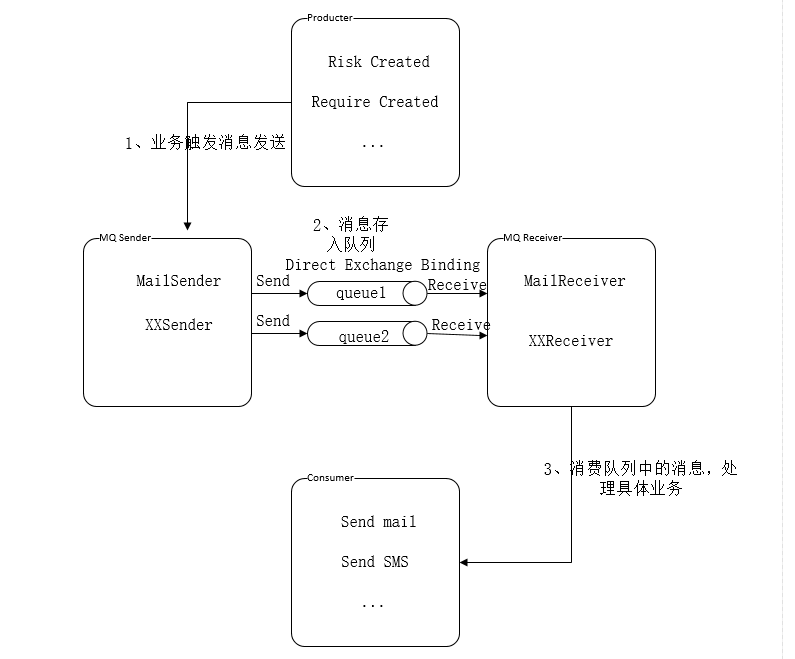 Producter
Risk Created
Require Created
...
1、业务触发消息发送
2、消息存
入队列
Direct Exchange Binding
MQ Sender
MailSender
XXSender
Send
queue1
Receive
Send
queue2
Receive
MQ Receiver
MailReceiver
XXReceiver
3、消费队列中的消息，处
理具体业务
Consumer
Send mail
Send SMS
...